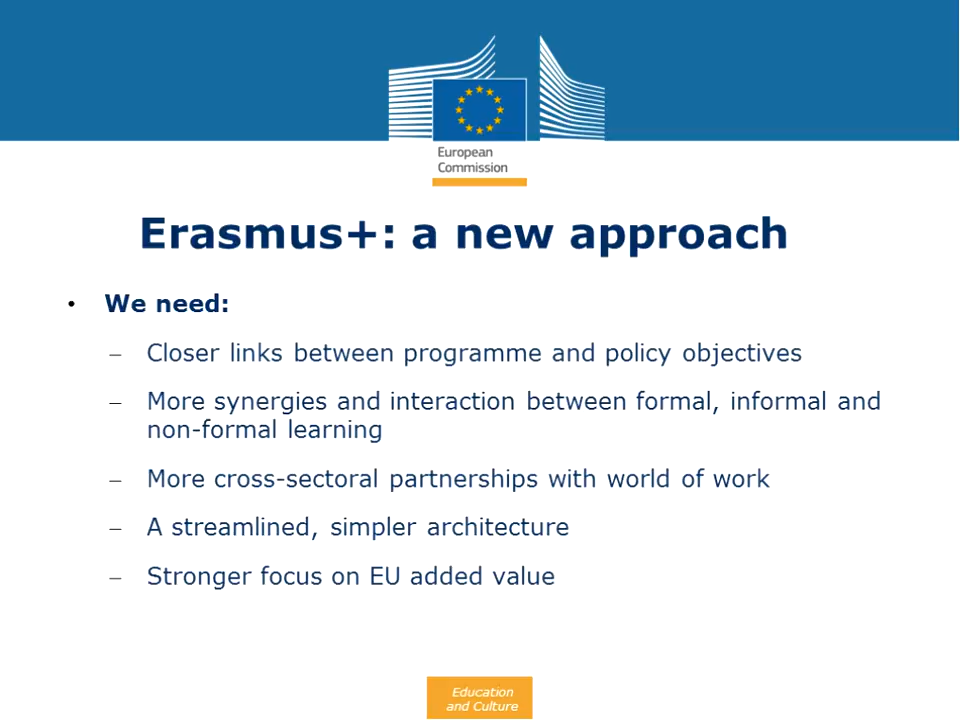 European
Commission
Erasmus+: a new approach
• We need:
– Closer links between programme and policy objectives
– More synergies and interaction between formal, informal and
non-formal learning
– More cross-sectoral partnerships with world of work
– A streamlined, simpler architecture
– Stronger focus on EU added value
Education
and Culture